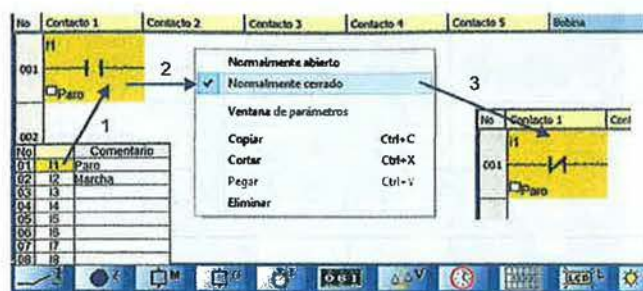 No Contacto 1 Contacto 2 Contacto 3 Contacto 4 Contacto 5 Bobina
I1
001
Paro
2
1
Normalmente abierto
Normalmente cerrado
Ventana de parámetros
Copiar Ctrl+C
Cortar Ctrl+X
Pegar Ctrl+V
Eliminar
3
No Contacto 1 Cont
I1
001
Paro
002
No Comentario
01 I1 Paro
02 I2 Marcha
03 I3
04 I4
05 I5
06 I6
07 I7
08 I8
I Z M G T V L